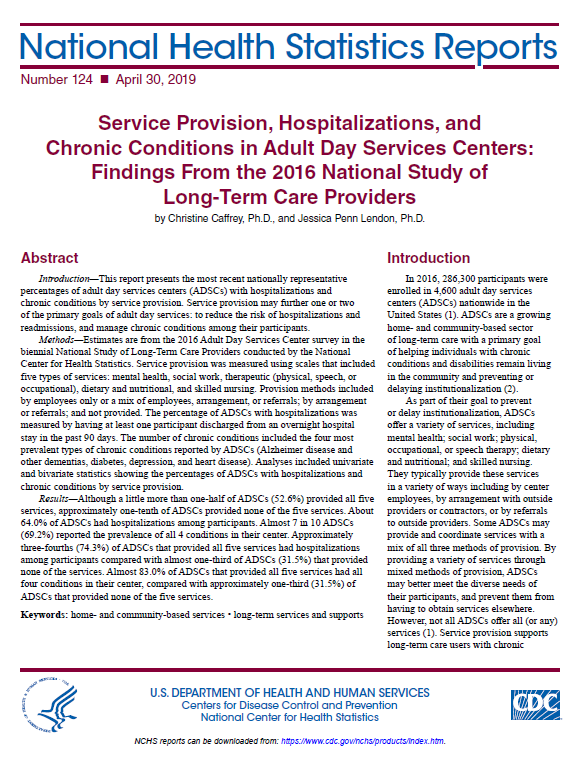 National Health Statistics Reports
Number 124 ■ April 30, 2019
Service Provision, Hospitalizations, and
Chronic Conditions in Adult Day Services Centers:
Findings From the 2016 National Study of
Long-Term Care Providers
by Christine Caffrey, Ph.D., and Jessica Penn Lendon, Ph.D.
Abstract
Introduction—This report presents the most recent nationally representative
percentages of adult day services centers (ADSCs) with hospitalizations and
chronic conditions by service provision. Service provision may further one or two
of the primary goals of adult day services: to reduce the risk of hospitalizations and
readmissions, and manage chronic conditions among their participants.
Methods—Estimates are from the 2016 Adult Day Services Center survey in the
biennial National Study of Long-Term Care Providers conducted by the National
Center for Health Statistics. Service provision was measured using scales that included
five types of services: mental health, social work, therapeutic (physical, speech, or
occupational), dietary and nutritional, and skilled nursing. Provision methods included
by employees only or a mix of employees, arrangement, or referrals; by arrangement
or referrals; and not provided. The percentage of ADSCs with hospitalizations was
measured by having at least one participant discharged from an overnight hospital
stay in the past 90 days. The number of chronic conditions included the four most
prevalent types of chronic conditions reported by ADSCs (Alzheimer disease and
other dementias, diabetes, depression, and heart disease). Analyses included univariate
and bivariate statistics showing the percentages of ADSCs with hospitalizations and
chronic conditions by service provision.
Results—Although a little more than one-half of ADSCs (52.6%) provided all five
services, approximately one-tenth of ADSCs provided none of the services. About
64.0% of ADSCs had hospitalizations among participants. Almost 7 in 10 ADSCs
(69.2%) reported the prevalence of all 4 conditions in their center. Approximately
three-fourths (74.3%) of ADSCs that provided all five services had hospitalizations
among participants compared with almost one-third of ADSCs (31.5%) that provided
none of the services. Almost 83.0% of ADSCs that provided all five services had all
four conditions in their center, compared with approximately one-third (31.5%) of
ADSCs that provided none of the five services.
Keywords: home- and community-based services • long-term services and supports
Introduction
In 2016, 286,300 participants were
enrolled in 4,600 adult day services
centers (ADSCs) nationwide in the
United States (1). ADSCs are a growing
home- and community-based sector
of long-term care with a primary goal
of helping individuals with chronic
conditions and disabilities remain living
in the community and preventing or
delaying institutionalization (2).
As part of their goal to prevent
or delay institutionalization, ADSCs
offer a variety of services, including
mental health; social work; physical,
occupational, or speech therapy; dietary
and nutritional; and skilled nursing.
They typically provide these services
in a variety of ways including by center
employees, by arrangement with outside
providers or contractors, or by referrals
to outside providers. Some ADSCs may
provide and coordinate services with a
mix of all three methods of provision. By
providing a variety of services through
mixed methods of provision, ADSCs
may better meet the diverse needs of
their participants, and prevent them from
having to obtain services elsewhere.
However, not all ADSCs offer all (or any)
services (1). Service provision supports
long-term care users with chronic
U.S. DEPARTMENT OF HEALTH AND HUMAN SERVICES
Centers for Disease Control and Prevention
National Center for Health Statistics
CDC
NCHS reports can be downloaded from: https://www.cdc.gov/nchs/products/index.htm.